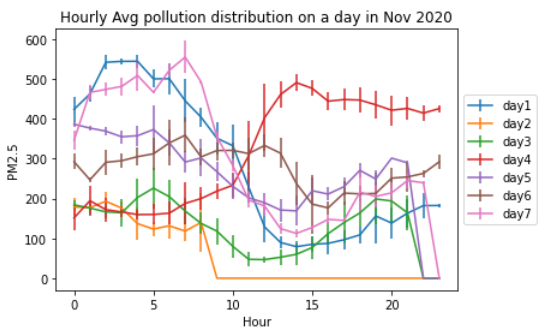 Hourly Avg pollution distribution on a day in Nov 2020
PM2.5
600
500
400
300
200
100
0
0
5
10
15
20
Hour
day1
day2
day3
day4
day5
day6
day7